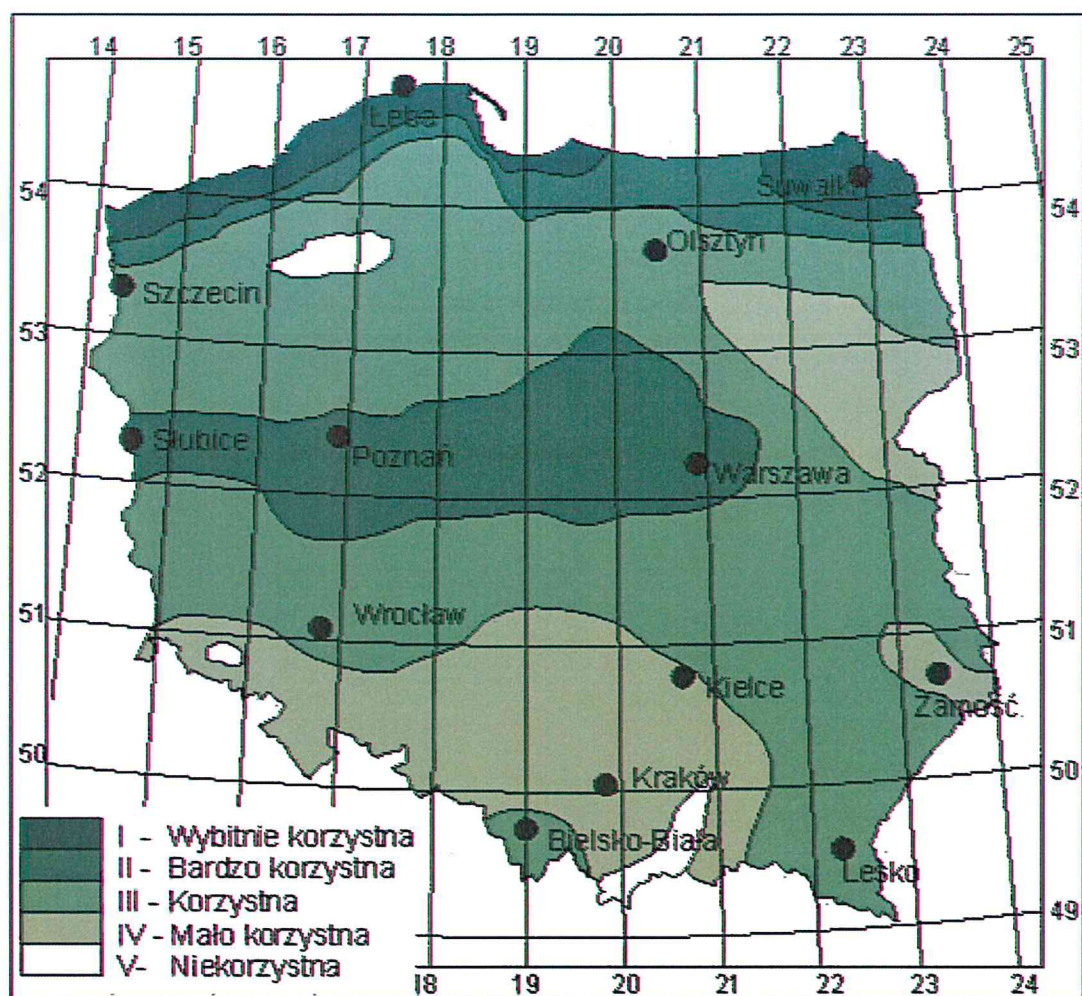 14 15 16 17 18 19 20 21 22 23 24 25
Łeba
54 Suwałki 54
Olsztyn
Szczecin
53 53
Słubice Poznań Warszawa
52 52
51 Wrocław 51
Kielce Zamość
50 Kraków 50
I - Wybitnie korzystna Bielsko-Biała
II - Bardzo korzystna Lesko
III - Korzystna 49
IV - Mało korzystna
V- Niekorzystna
18 19 20 21 22 23 24